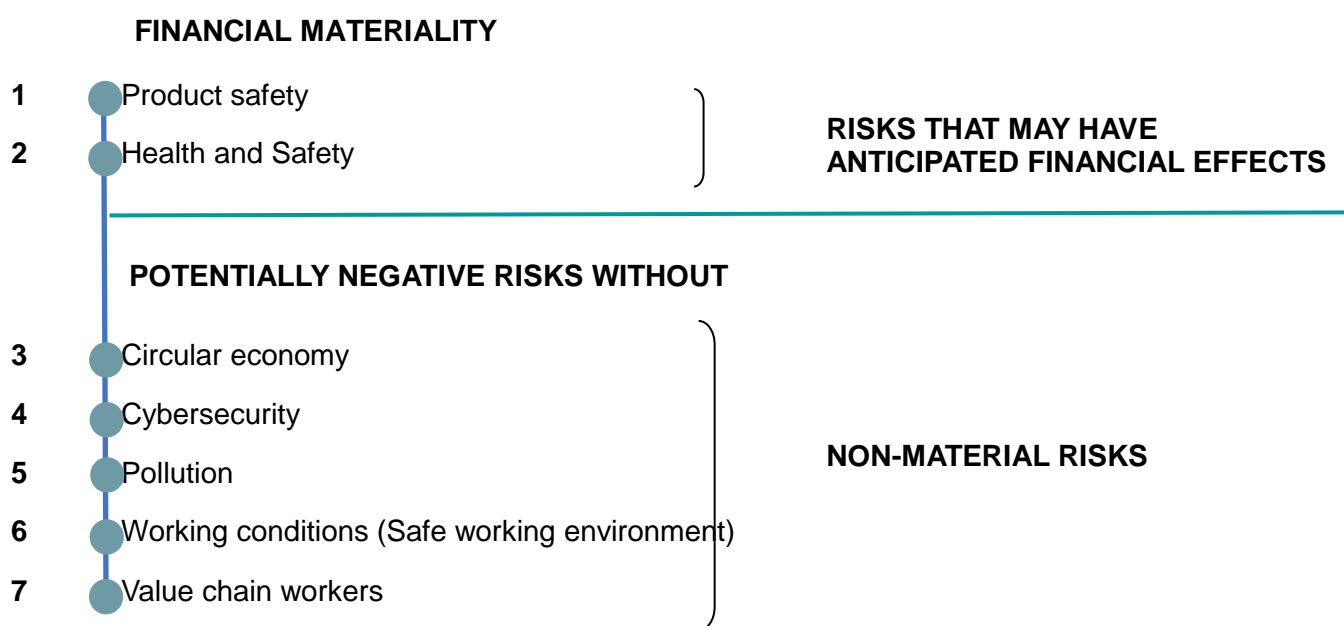 FINANCIAL MATERIALITY
1 Product safety
2 Health and Safety
RISKS THAT MAY HAVE
ANTICIPATED FINANCIAL EFFECTS
POTENTIALLY NEGATIVE RISKS WITHOUT
3 Circular economy
4 Cybersecurity
5 Pollution
6 Working conditions (Safe working environment)
7 Value chain workers
NON-MATERIAL RISKS